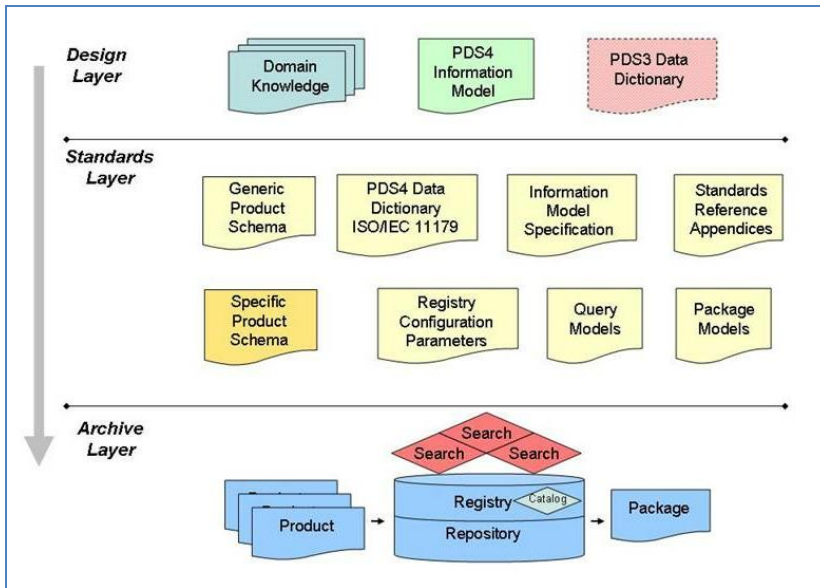 Design
Layer
Domain
Knowledge
PDS4
Information
Model
PDS3 Data
Dictionary
Standards
Layer
Generic
Product
Schema
PDS4 Data
Dictionary
ISO/IEC 11179
Information
Model
Specification
Standards
Reference
Appendices
Specific
Product
Schema
Registry
Configuration
Parameters
Query
Models
Package
Models
Archive
Layer
Search
Search
Search
Product
Registry
Catalog
Repository
Package